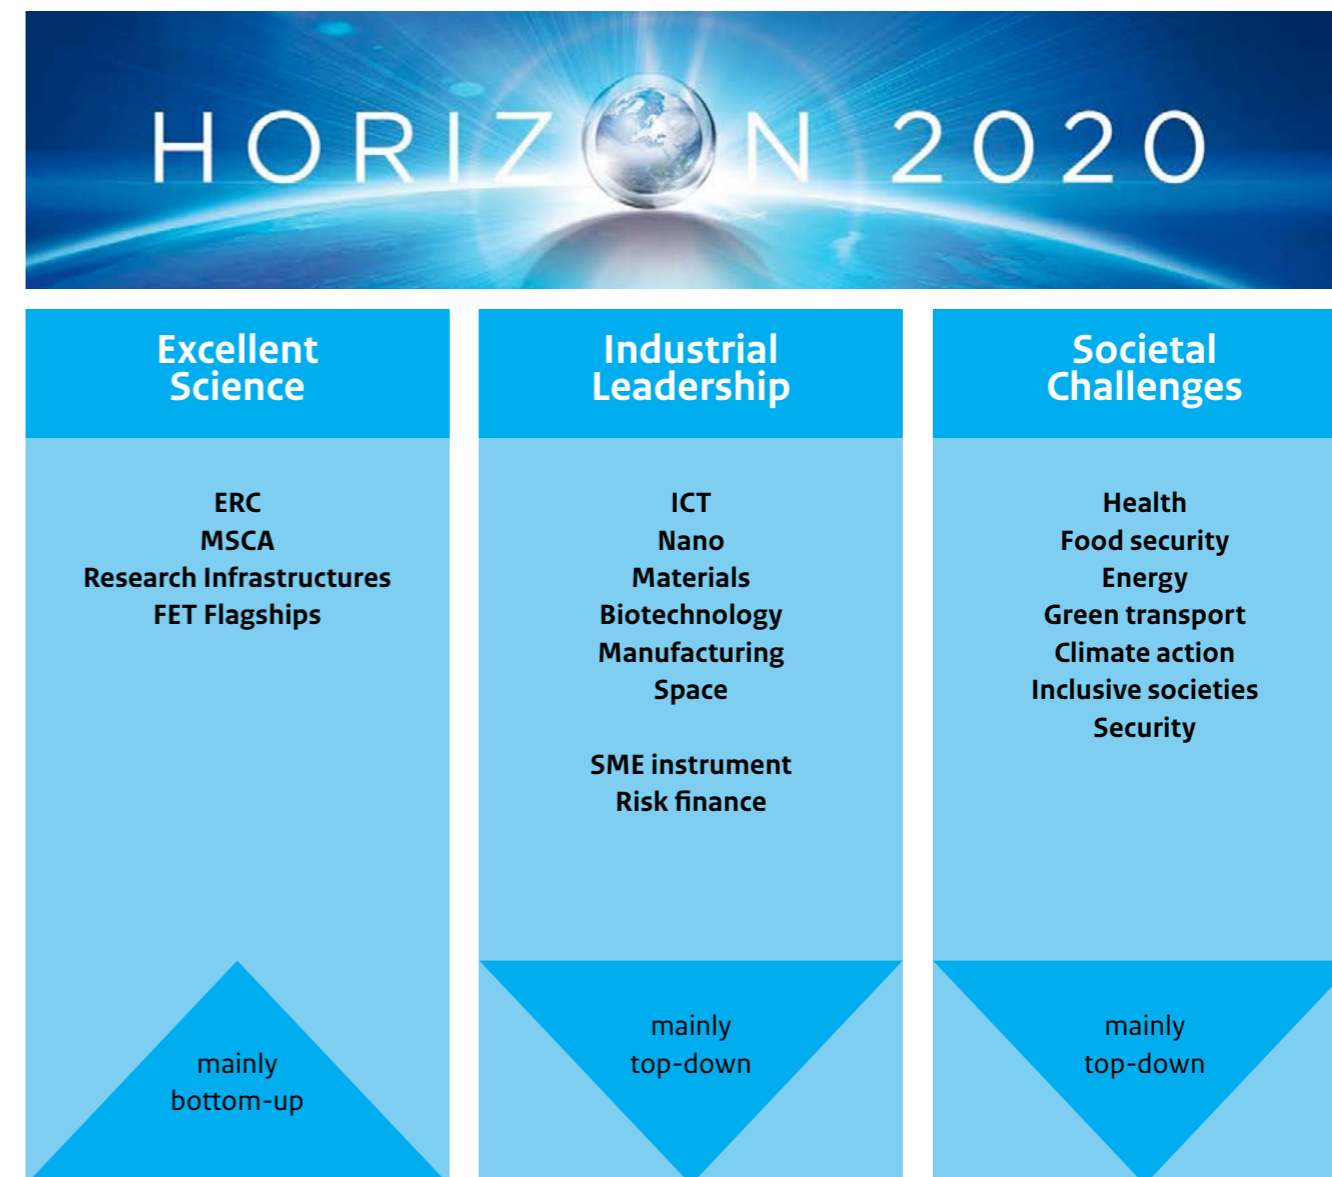 HORIZON 2020
Excellent
Science
ERC
MSCA
Research Infrastructures
FET Flagships
mainly
bottom-up
Industrial
Leadership
ICT
Nano
Materials
Biotechnology
Manufacturing
Space
SME instrument
Risk finance
mainly
top-down
Societal
Challenges
Health
Food security
Energy
Green transport
Climate action
Inclusive societies
Security
mainly
top-down